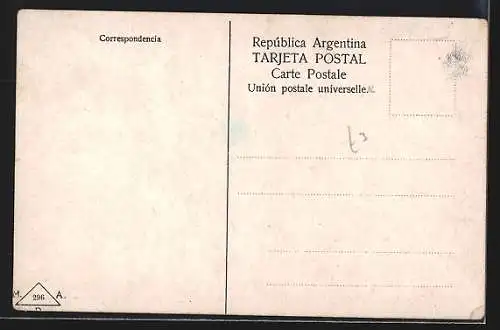 Correspondencia
República Argentina
TARJETA POSTAL
Carte Postale
Unión postale universelle
M. 296 A.